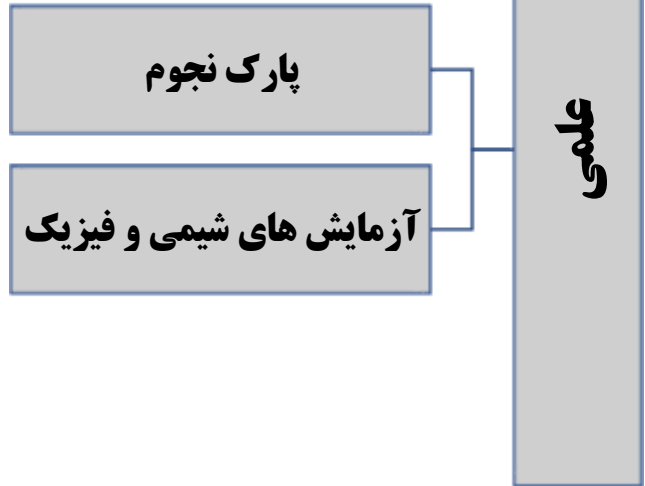 علمی
پارک نجوم
آزمایش های شیمی و فیزیک